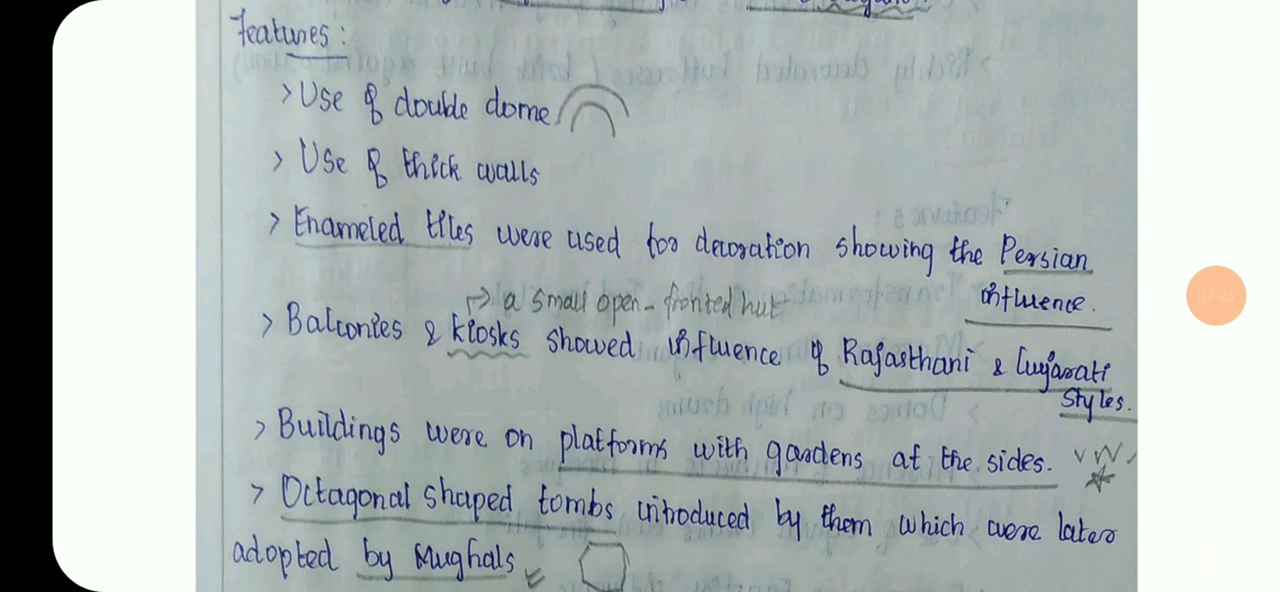 Features :
> Use of double dome
> Use of thick walls
> Enameled tiles were used for decoration showing the Persian
influence.
→ a small open-fronted hut
> Balconies & kiosks showed influence of Rajasthani & Gujarati
Styles.
> Buildings were on platforms with gardens at the sides.
> Octagonal shaped tombs introduced by them which were later
adopted by Mughals
07:26